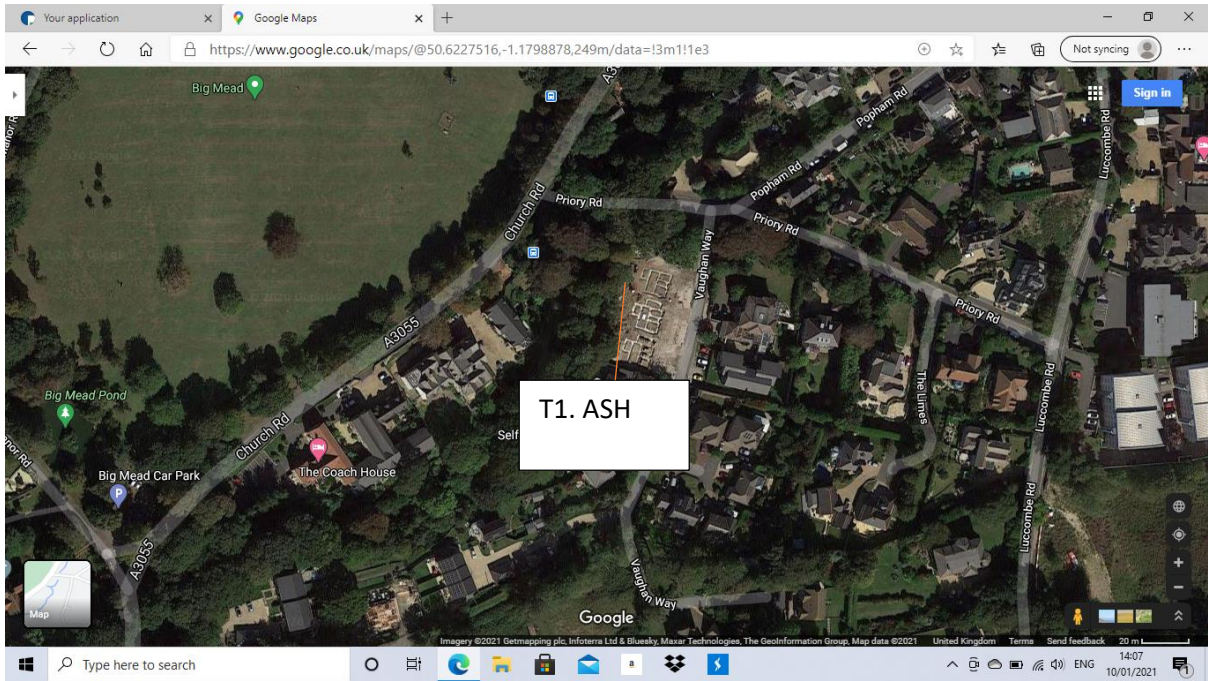 Your application
Google Maps
https://www.google.co.uk/maps/@50.6227516,-1.1798878,249m/data=!3m1!1e3
Not syncing
Sign in
Big Mead
Popham Rd
Luccombe Rd
Priory Rd
Church Rd
Popham Rd
Priory Rd
Vaughan Way
Priory Rd
A3055
Big Mead Pond
T1. ASH
The Limes
Luccombe Rd
Church Rd
Self
The Coach House
Big Mead Car Park
P
Luccombe Rd
A3055
Vaughan Way
Map
Google
Imagery ©2021 Getmapping plc, Infoterra Ltd & Bluesky, Maxar Technologies, The GeoInformation Group, Map data ©2021 United Kingdom Terms Send feedback 20 m
Type here to search
a
ENG
14:07
10/01/2021
1